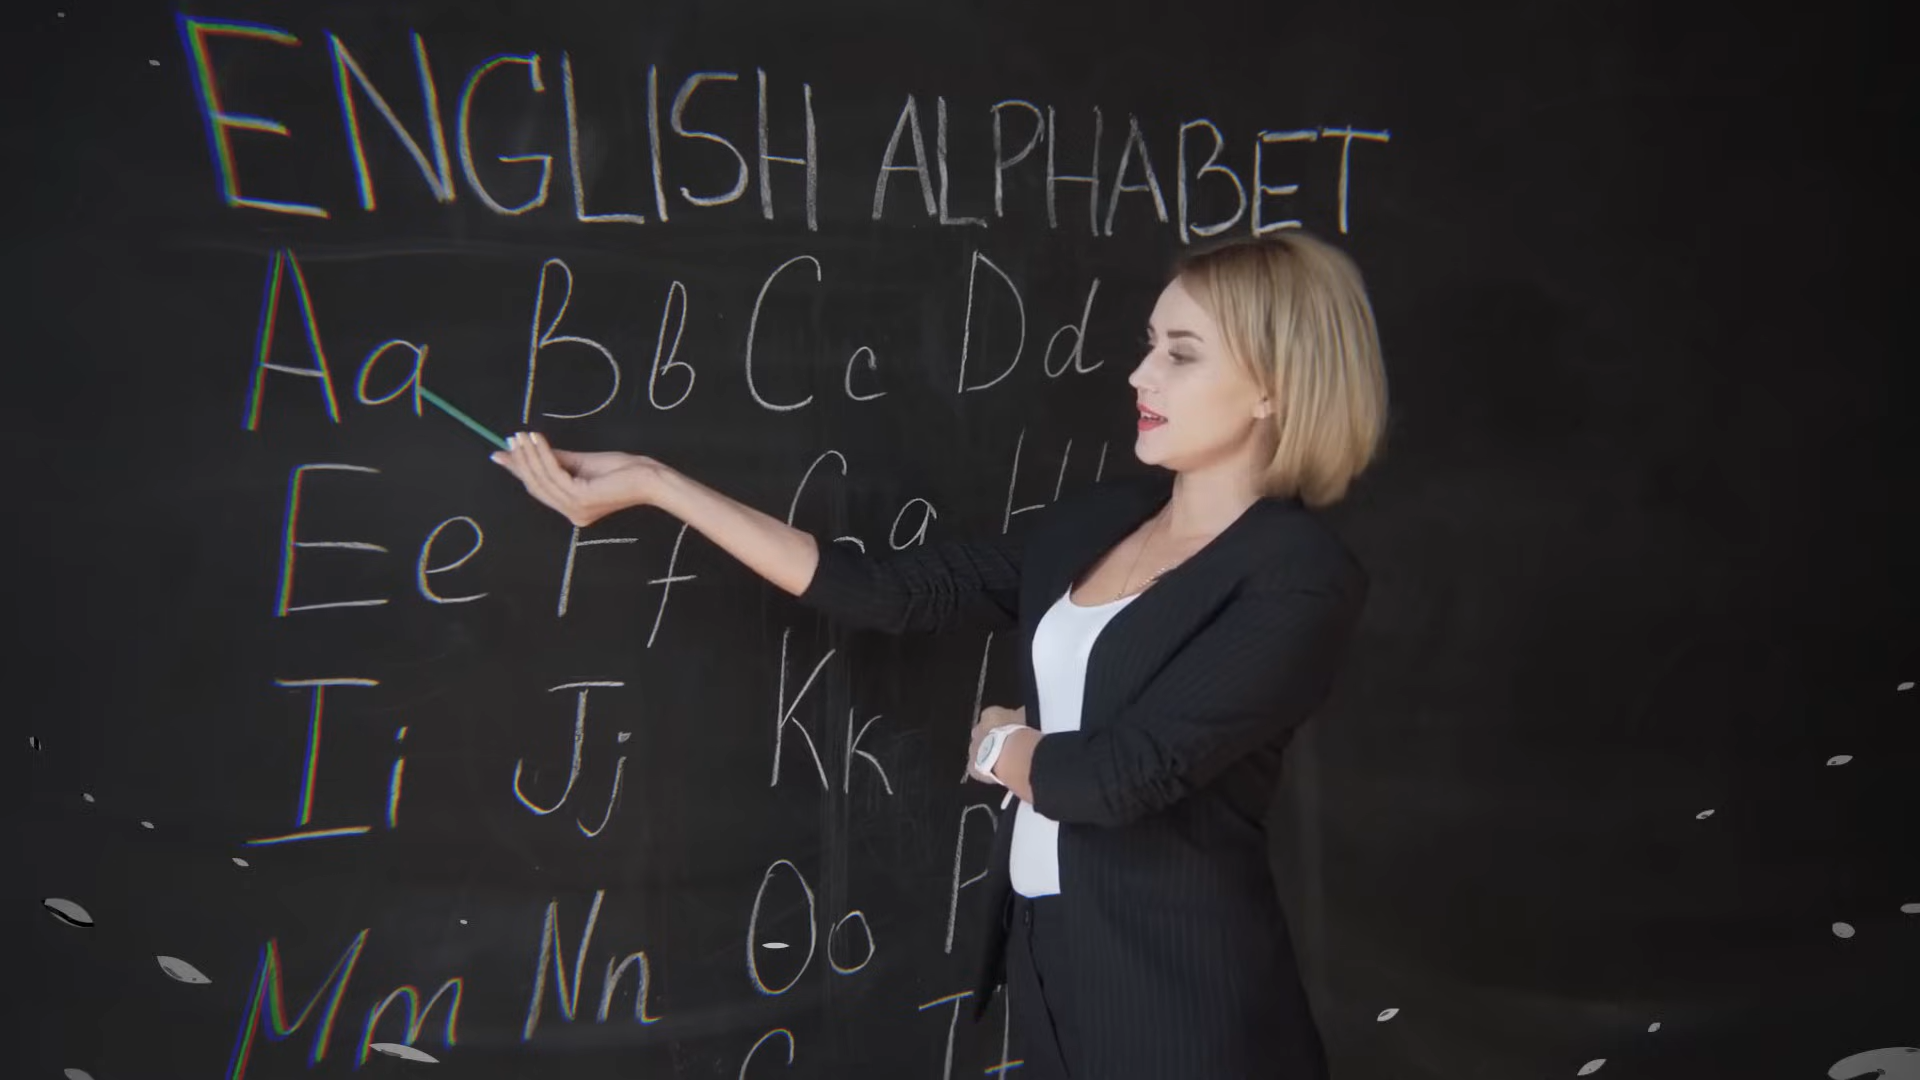 ENGLISH ALPHABET
Aa Bb Cc Dd
Ee Ff Gg H
Ii Jj Kk
Mm Nn Oo P